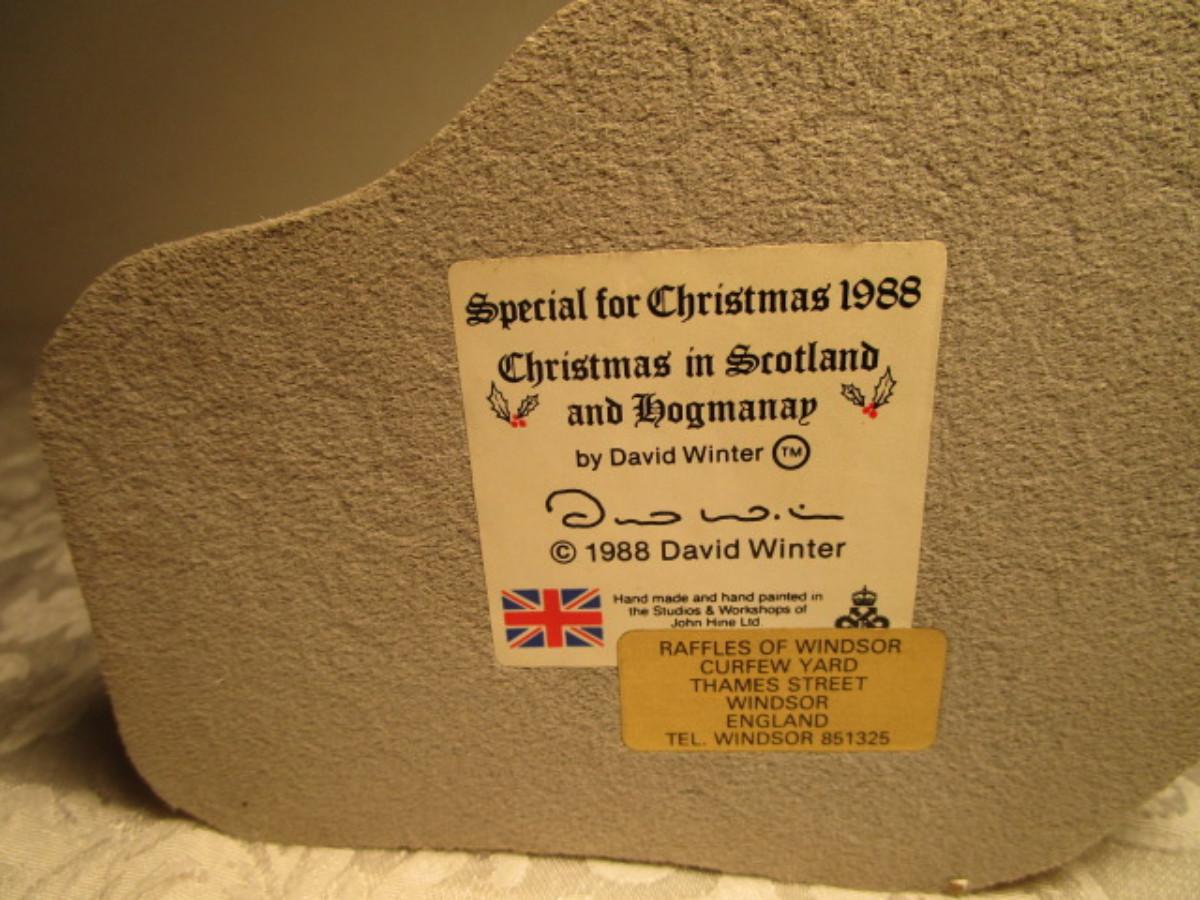 Special for Christmas 1988
Christmas in Scotland
and Hogmanay
by David Winter TM
David Winter
© 1988 David Winter
Hand made and hand painted in
the Studios & Workshops of
John Hine Ltd.
RAFFLES OF WINDSOR
CURFEW YARD
THAMES STREET
WINDSOR
ENGLAND
TEL. WINDSOR 851325